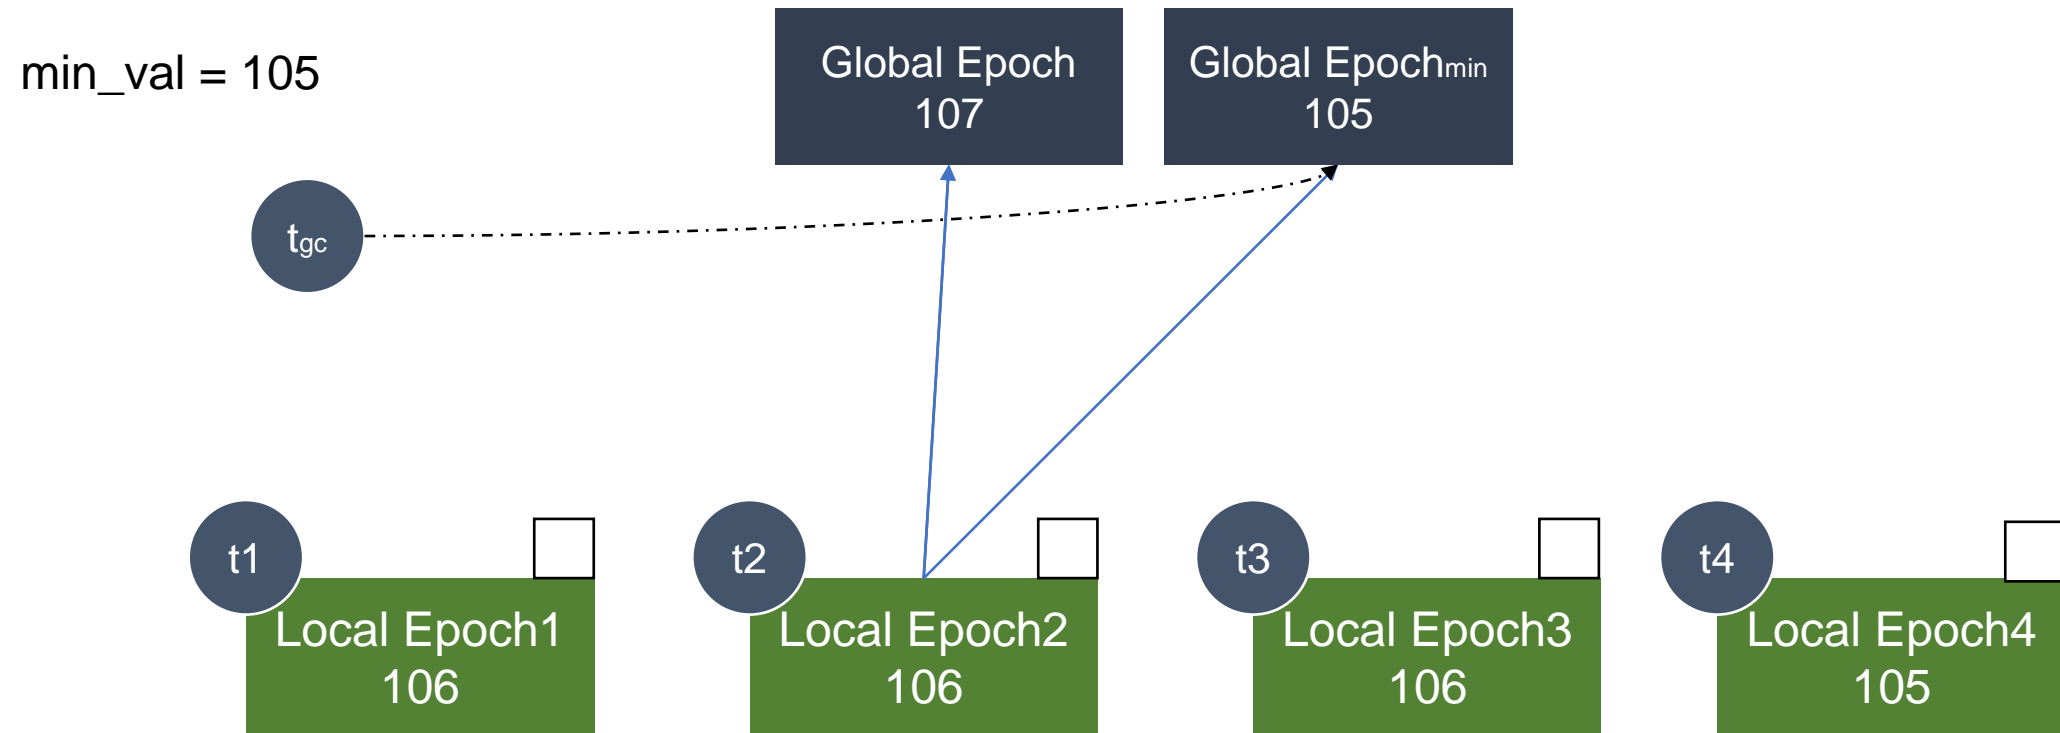 min_val = 105
Global Epoch
107
Global Epochmin
105
tgc
t1
Local Epoch1
106
t2
Local Epoch2
106
t3
Local Epoch3
106
t4
Local Epoch4
105